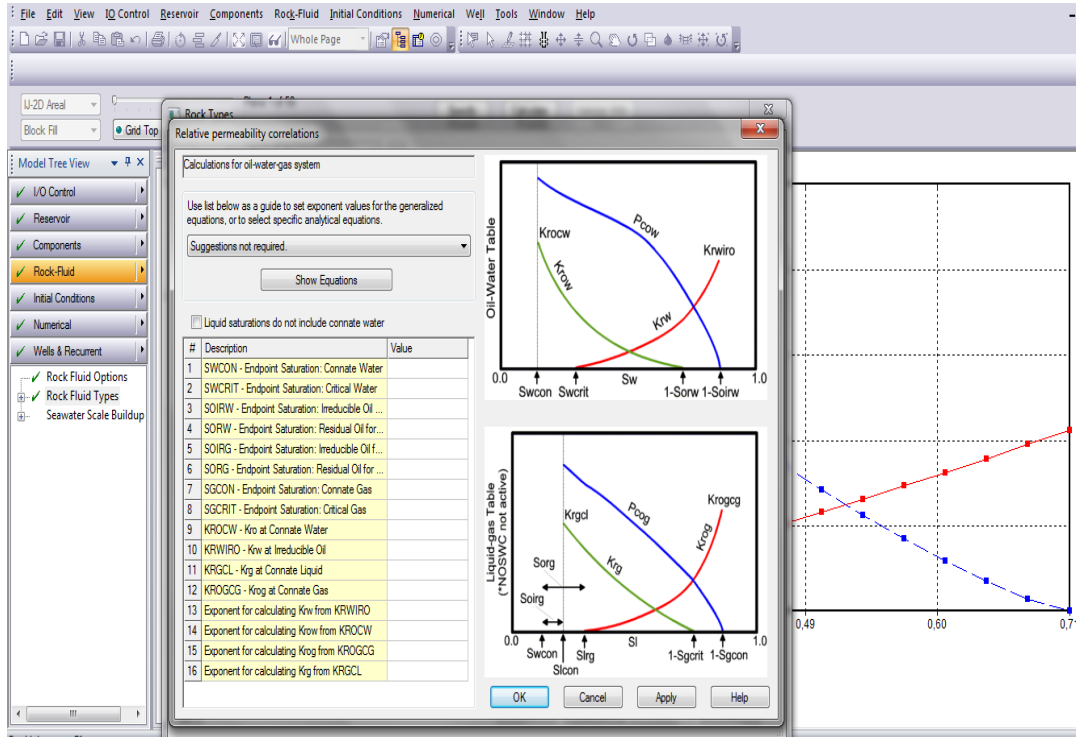 File Edit View IO Control Reservoir Components Rock-Fluid Initial Conditions Numerical Well Tools Window Help
Whole Page
IJ-2D Areal
Block Fill
Grid Top
Rock Types
Relative permeability correlations
Model Tree View
I/O Control
Reservoir
Components
Rock-Fluid
Initial Conditions
Numerical
Wells & Recurrent
Rock Fluid Options
Rock Fluid Types
Seawater Scale Buildup
Calculations for oil-water-gas system
Use list below as a guide to set exponent values for the generalized
equations, or to select specific analytical equations.
Suggestions not required.
Show Equations
Liquid saturations do not include connate water
# Description Value
1 SWCON - Endpoint Saturation: Connate Water
2 SWCRIT - Endpoint Saturation: Critical Water
3 SOIRW - Endpoint Saturation: Irreducible Oil ...
4 SORW - Endpoint Saturation: Residual Oil for...
5 SOIRG - Endpoint Saturation: Irreducible Oil f...
6 SORG - Endpoint Saturation: Residual Oil for ...
7 SGCON - Endpoint Saturation: Connate Gas
8 SGCRIT - Endpoint Saturation: Critical Gas
9 KROCW - Kro at Connate Water
10 KRWIRO - Krw at Irreducible Oil
11 KRGCL - Krg at Connate Liquid
12 KROGCG - Krog at Connate Gas
13 Exponent for calculating Krw from KRWIRO
14 Exponent for calculating Krow from KROCW
15 Exponent for calculating Krog from KROGCG
16 Exponent for calculating Krg from KRGCL
Oil-Water Table
Krocw
Pcow
Krwiro
Krow
Krw
0.0 Sw 1.0
Swcon Swcrit 1-Sorw 1-Soirw
Liquid-gas Table
(*NOSWC not active)
Krogcg
Pcog
Krgcl
Krog
Sorg
Krg
Soirg
0.0 Sl 1.0
Swcon Slrg 1-Sgcrit 1-Sgcon
Slcon
OK Cancel Apply Help
0,49 0,60 0,71